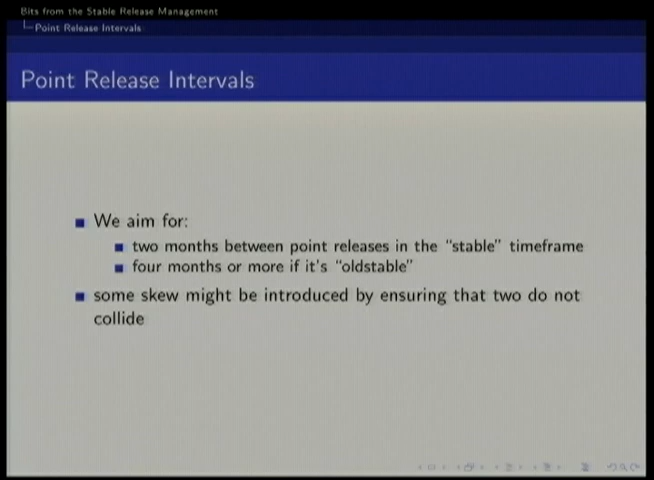 Bits from the Stable Release Management
Point Release Intervals
Point Release Intervals
We aim for:
two months between point releases in the "stable" timeframe
four months or more if it's "oldstable"
some skew might be introduced by ensuring that two do not
collide